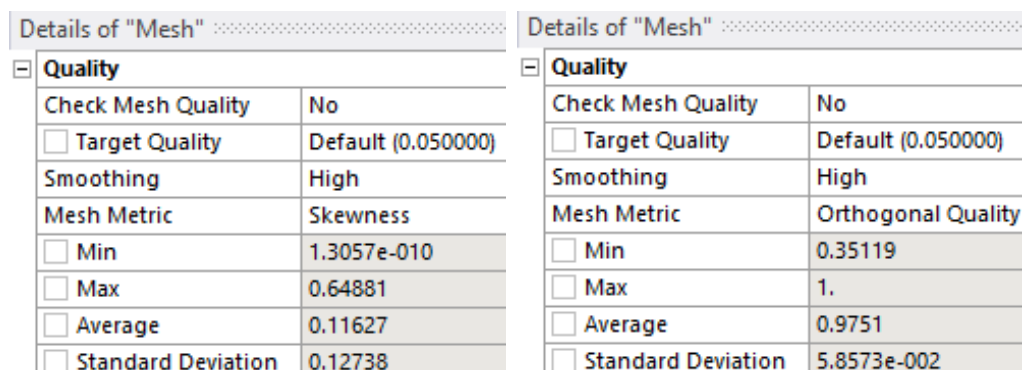 Details of "Mesh"
Quality
Check Mesh Quality No
Target Quality Default (0.050000)
Smoothing High
Mesh Metric Skewness
Min 1.3057e-010
Max 0.64881
Average 0.11627
Standard Deviation 0.12738
Details of "Mesh"
Quality
Check Mesh Quality No
Target Quality Default (0.050000)
Smoothing High
Mesh Metric Orthogonal Quality
Min 0.35119
Max 1.
Average 0.9751
Standard Deviation 5.8573e-002